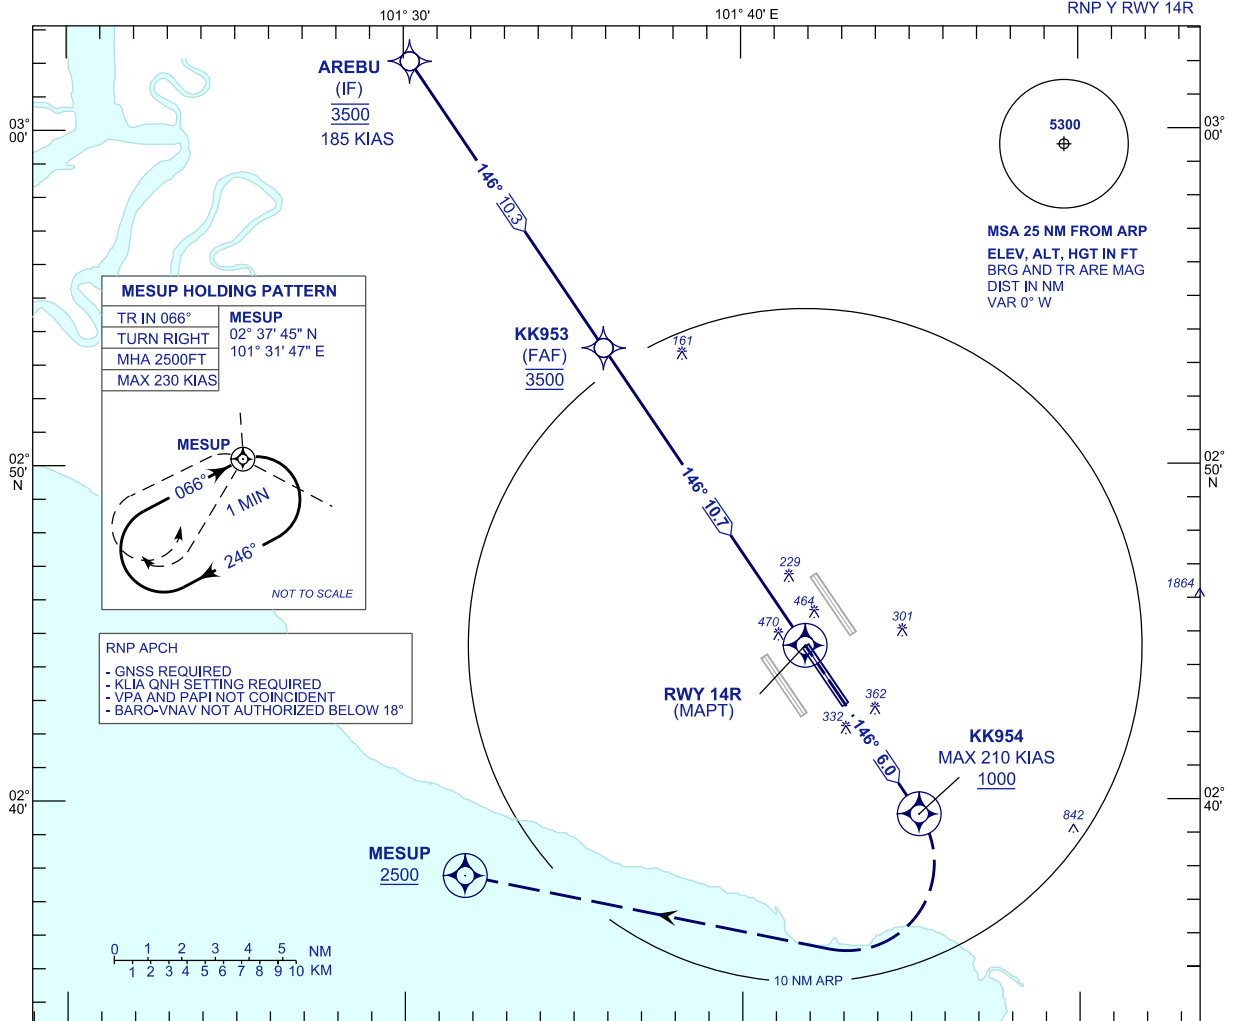 RNP Y RWY 14R
101° 30'
101° 40' E
AREBU
(IF)
3500
185 KIAS
03°
00'
03°
00'
5300
MSA 25 NM FROM ARP
ELEV, ALT, HGT IN FT
BRG AND TR ARE MAG
DIST IN NM
VAR 0° W
146° 10.3
MESUP HOLDING PATTERN
TR IN 066°
TURN RIGHT
MHA 2500FT
MAX 230 KIAS
MESUP
02° 37' 45" N
101° 31' 47" E
MESUP
066°
1 MIN
246°
NOT TO SCALE
KK953
(FAF)
3500
161
02°
50'
N
02°
50'
N
146° 10.7
229
464
470
301
1864
RNP APCH
- GNSS REQUIRED
- KLIA QNH SETTING REQUIRED
- VPA AND PAPI NOT COINCIDENT
- BARO-VNAV NOT AUTHORIZED BELOW 18°
RWY 14R
(MAPT)
362
332
146° 6.0
KK954
MAX 210 KIAS
1000
02°
40'
02°
40'
842
MESUP
2500
0 1 2 3 4 5 NM
1 2 3 4 5 6 7 8 9 10 KM
10 NM ARP